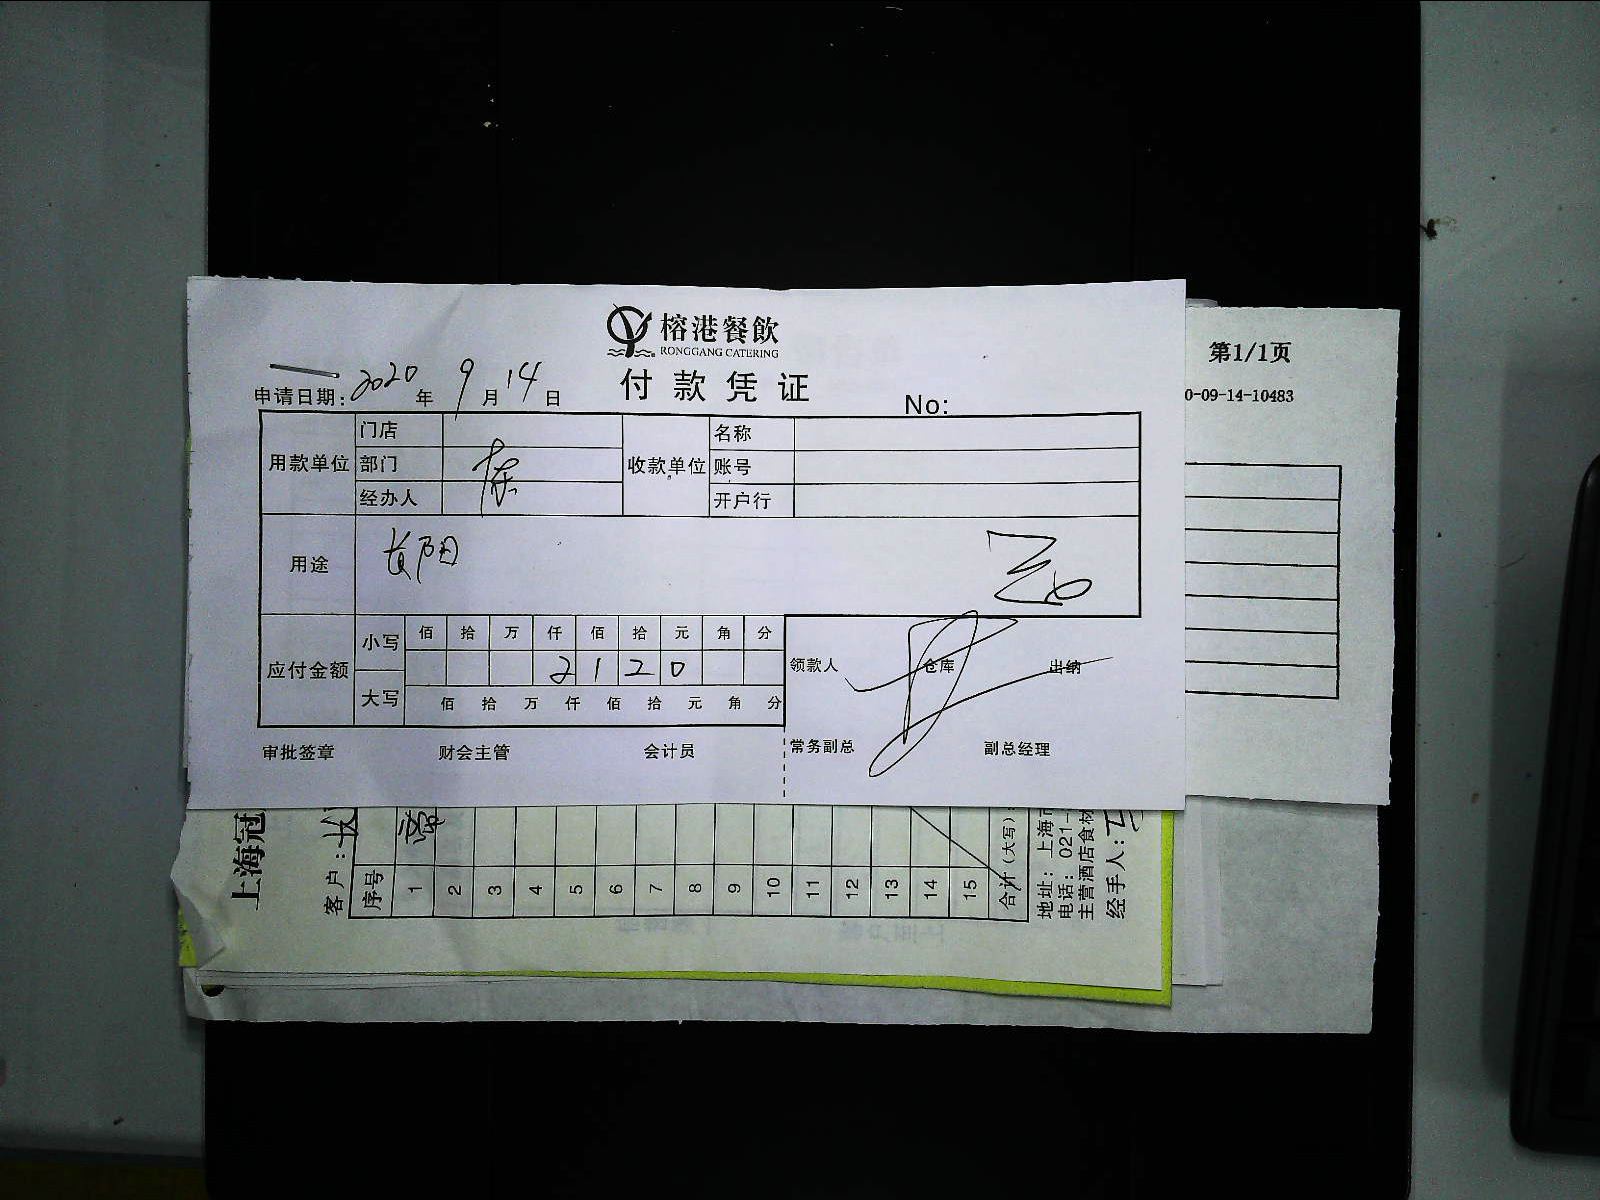 榕港餐飲
RONGGANG CATERING
付款凭证
申请日期: 2020 年 9 月 14 日
No:
用款单位 门店
部门
经办人
收款单位 名称
账号
开户行
用途 长阳
应付金额 小写 佰 拾 万 仟 佰 拾 元 角 分
2 1 2 0
大写 佰 拾 万 仟 佰 拾 元 角 分
领款人 仓库 出纳
审批签章 财会主管 会计员 常务副总 副总经理
第1/1页
0-09-14-10483
上海冠
客户:
序号 1 2 3 4 5 6 7 8 9 10 11 12 13 14 15
合计(大写):
地址: 上海市
电话: 021-
主营酒店食材
经手人: